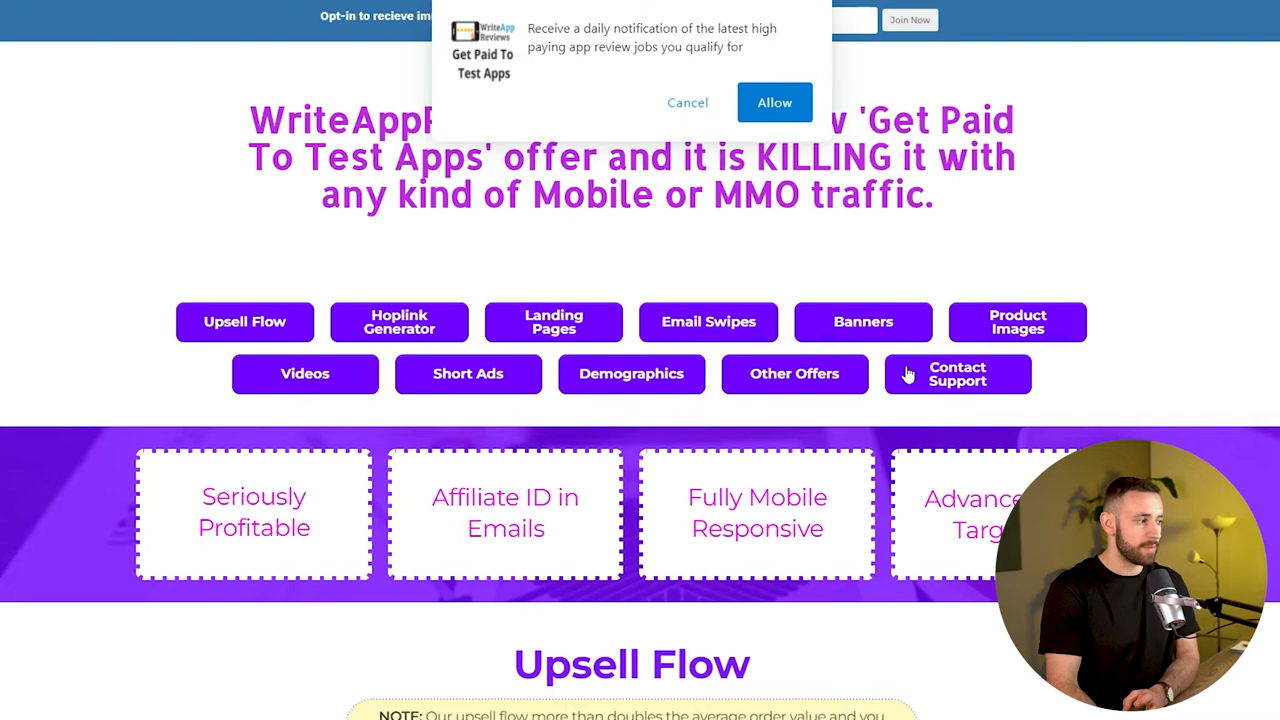 Opt-in to recieve
Join Now
WriteApp
Reviews
Get Paid To
Test Apps
Receive a daily notification of the latest high
paying app review jobs you qualify for
Cancel
Allow
'Get Paid
To Test Apps' offer and it is KILLING it with
any kind of Mobile or MMO traffic.
Upsell Flow
Hoplink
Generator
Landing
Pages
Email Swipes
Banners
Product
Images
Videos
Short Ads
Demographics
Other Offers
Contact
Support
Seriously
Profitable
Affiliate ID in
Emails
Fully Mobile
Responsive
Upsell Flow
NOTE: Our upsell flow more than doubles the average order value and you